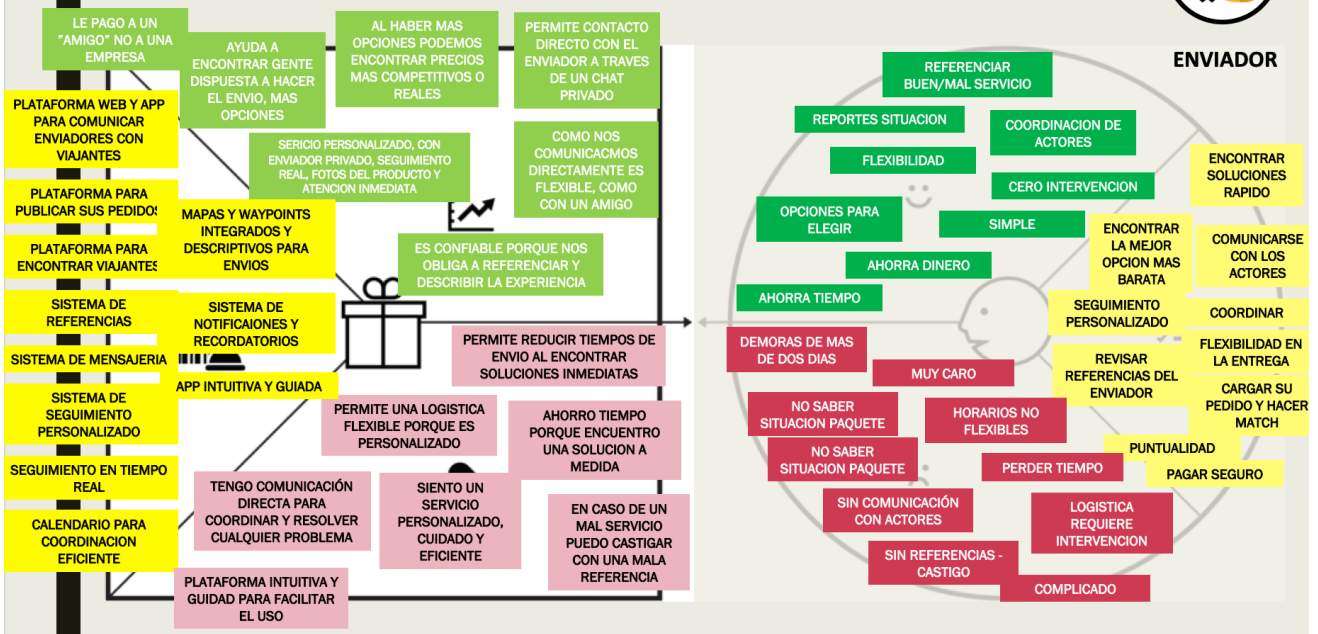 LE PAGO A UN
"AMIGO" NO A UNA
EMPRESA
AYUDA A
ENCONTRAR GENTE
DISPUESTA A HACER
EL ENVIO, MAS
OPCIONES
AL HABER MAS
OPCIONES PODEMOS
ENCONTRAR PRECIOS
MAS COMPETITIVOS O
REALES
PERMITE CONTACTO
DIRECTO CON EL
ENVIADOR A TRAVES
DE UN CHAT
PRIVADO
SERICIO PERSONALIZADO, CON
ENVIADOR PRIVADO, SEGUIMIENTO
REAL, FOTOS DEL PRODUCTO Y
ATENCION INMEDIATA
COMO NOS
COMUNICACMOS
DIRECTAMENTE ES
FLEXIBLE, COMO
CON UN AMIGO
ES CONFIABLE PORQUE NOS
OBLIGA A REFERENCIAR Y
DESCRIBIR LA EXPERIENCIA
PLATAFORMA WEB Y APP
PARA COMUNICAR
ENVIADORES CON
VIAJANTES
PLATAFORMA PARA
PUBLICAR SUS PEDIDOS
PLATAFORMA PARA
ENCONTRAR VIAJANTES
SISTEMA DE
REFERENCIAS
SISTEMA DE MENSAJERIA
SISTEMA DE
SEGUIMIENTO
PERSONALIZADO
SEGUIMIENTO EN TIEMPO
REAL
CALENDARIO PARA
COORDINACION
EFICIENTE
MAPAS Y WAYPOINTS
INTEGRADOS Y
DESCRIPTIVOS PARA
ENVIOS
SISTEMA DE
NOTIFICAIONES Y
RECORDATORIOS
APP INTUITIVA Y GUIADA
PERMITE REDUCIR TIEMPOS DE
ENVIO AL ENCONTRAR
SOLUCIONES INMEDIATAS
PERMITE UNA LOGISTICA
FLEXIBLE PORQUE ES
PERSONALIZADO
AHORRO TIEMPO
PORQUE ENCUENTRO
UNA SOLUCION A
MEDIDA
TENGO COMUNICACIÓN
DIRECTA PARA
COORDINAR Y RESOLVER
CUALQUIER PROBLEMA
SIENTO UN
SERVICIO
PERSONALIZADO,
CUIDADO Y
EFICIENTE
EN CASO DE UN
MAL SERVICIO
PUEDO CASTIGAR
CON UNA MALA
REFERENCIA
PLATAFORMA INTUITIVA Y
GUIDAD PARA FACILITAR
EL USO
ENVIADOR
REFERENCIAR
BUEN/MAL SERVICIO
REPORTES SITUACION
COORDINACION DE
ACTORES
FLEXIBILIDAD
CERO INTERVENCION
OPCIONES PARA
ELEGIR
SIMPLE
AHORRA DINERO
AHORRA TIEMPO
ENCONTRAR
SOLUCIONES
RAPIDO
ENCONTRAR
LA MEJOR
OPCION MAS
BARATA
COMUNICARSE
CON LOS
ACTORES
SEGUIMIENTO
PERSONALIZADO
COORDINAR
REVISAR
REFERENCIAS DEL
ENVIADOR
FLEXIBILIDAD EN
LA ENTREGA
CARGAR SU
PEDIDO Y HACER
MATCH
PUNTUALIDAD
PAGAR SEGURO
DEMORAS DE MAS
DE DOS DIAS
MUY CARO
NO SABER
SITUACION PAQUETE
HORARIOS NO
FLEXIBLES
NO SABER
SITUACION PAQUETE
PERDER TIEMPO
SIN COMUNICACIÓN
CON ACTORES
LOGISTICA
REQUIERE
INTERVENCION
SIN REFERENCIAS -
CASTIGO
COMPLICADO